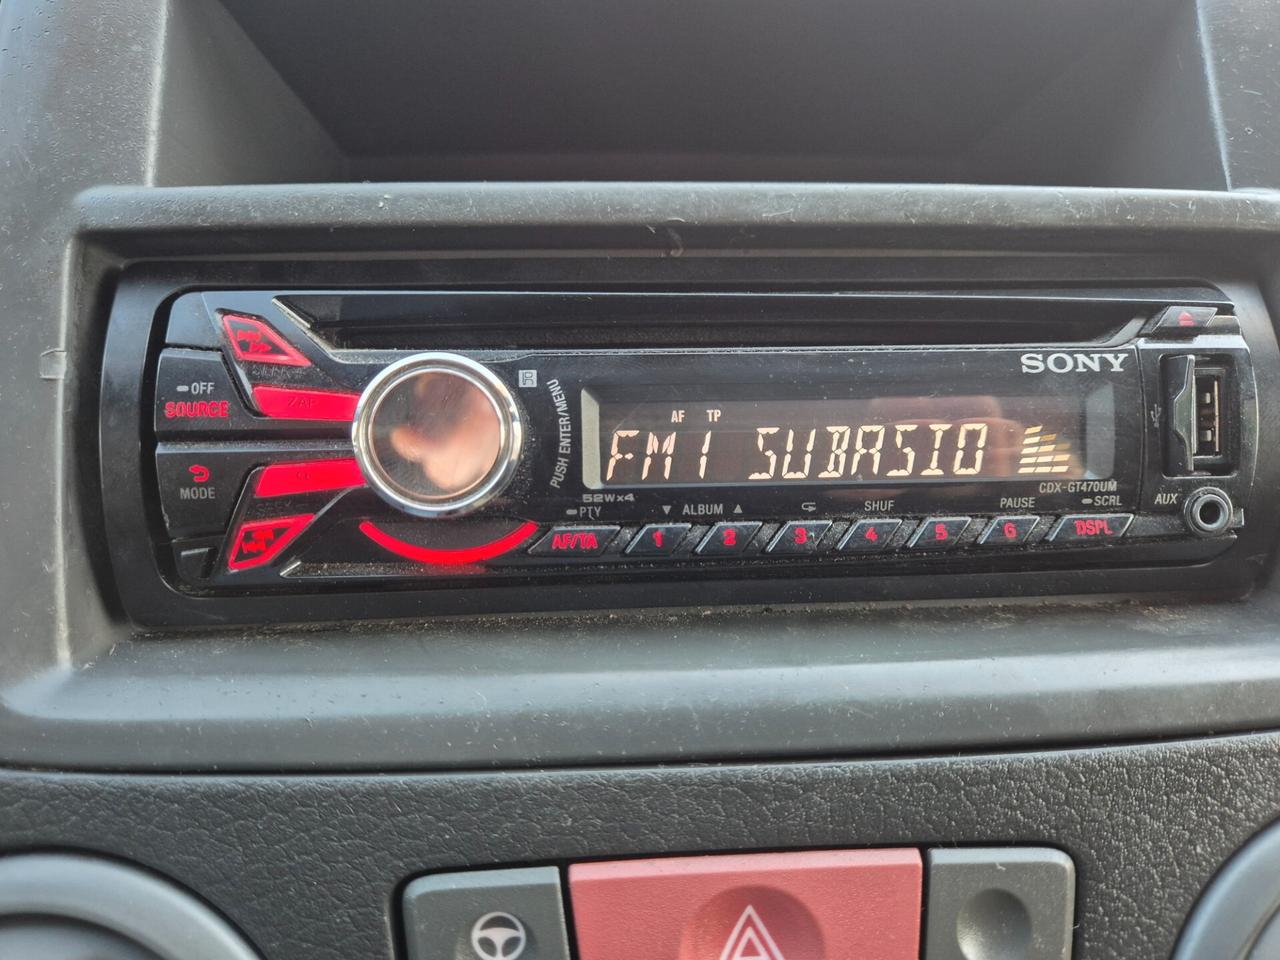 SONY
OFF
SOURCE
MODE
PUSH ENTER/MENU
AF TP
FM1 SUBASIO
CDX-GT470UM
52W×4
PTY
▼ ALBUM ▲
SHUF
PAUSE
SCRL
AUX
AF/TA
1
2
3
4
5
6
DSPL